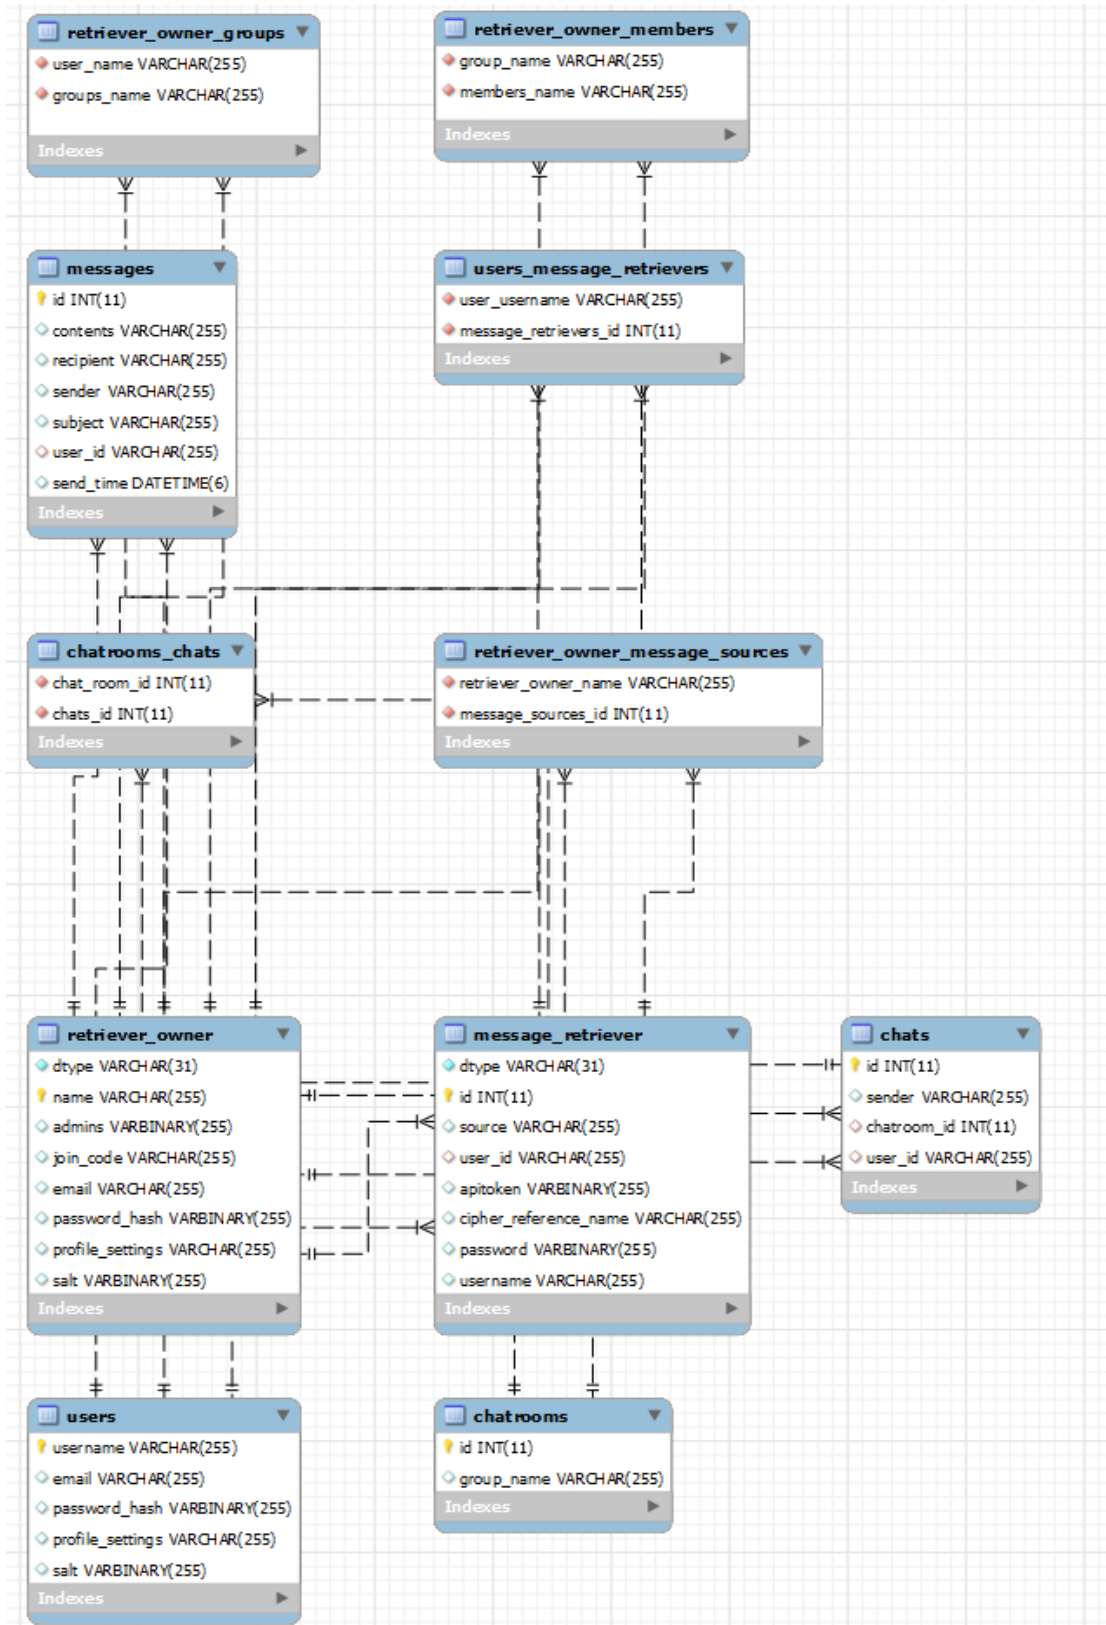 retriever_owner_groups
user_name VARCHAR(255)
groups_name VARCHAR(255)
Indexes
retriever_owner_members
group_name VARCHAR(255)
members_name VARCHAR(255)
Indexes
messages
id INT(11)
contents VARCHAR(255)
recipient VARCHAR(255)
sender VARCHAR(255)
subject VARCHAR(255)
user_id VARCHAR(255)
send_time DATETIME(6)
Indexes
users_message_retrievers
user_username VARCHAR(255)
message_retrievers_id INT(11)
Indexes
chatrooms_chats
chat_room_id INT(11)
chats_id INT(11)
Indexes
retriever_owner_message_sources
retriever_owner_name VARCHAR(255)
message_sources_id INT(11)
Indexes
retriever_owner
dtype VARCHAR(31)
name VARCHAR(255)
admins VARBINARY(255)
join_code VARCHAR(255)
email VARCHAR(255)
password_hash VARBINARY(255)
profile_settings VARCHAR(255)
salt VARBINARY(255)
Indexes
message_retriever
dtype VARCHAR(31)
id INT(11)
source VARCHAR(255)
user_id VARCHAR(255)
apitoken VARBINARY(255)
cipher_reference_name VARCHAR(255)
password VARBINARY(255)
username VARCHAR(255)
Indexes
chats
id INT(11)
sender VARCHAR(255)
chatroom_id INT(11)
user_id VARCHAR(255)
Indexes
users
username VARCHAR(255)
email VARCHAR(255)
password_hash VARBINARY(255)
profile_settings VARCHAR(255)
salt VARBINARY(255)
Indexes
chatrooms
id INT(11)
group_name VARCHAR(255)
Indexes